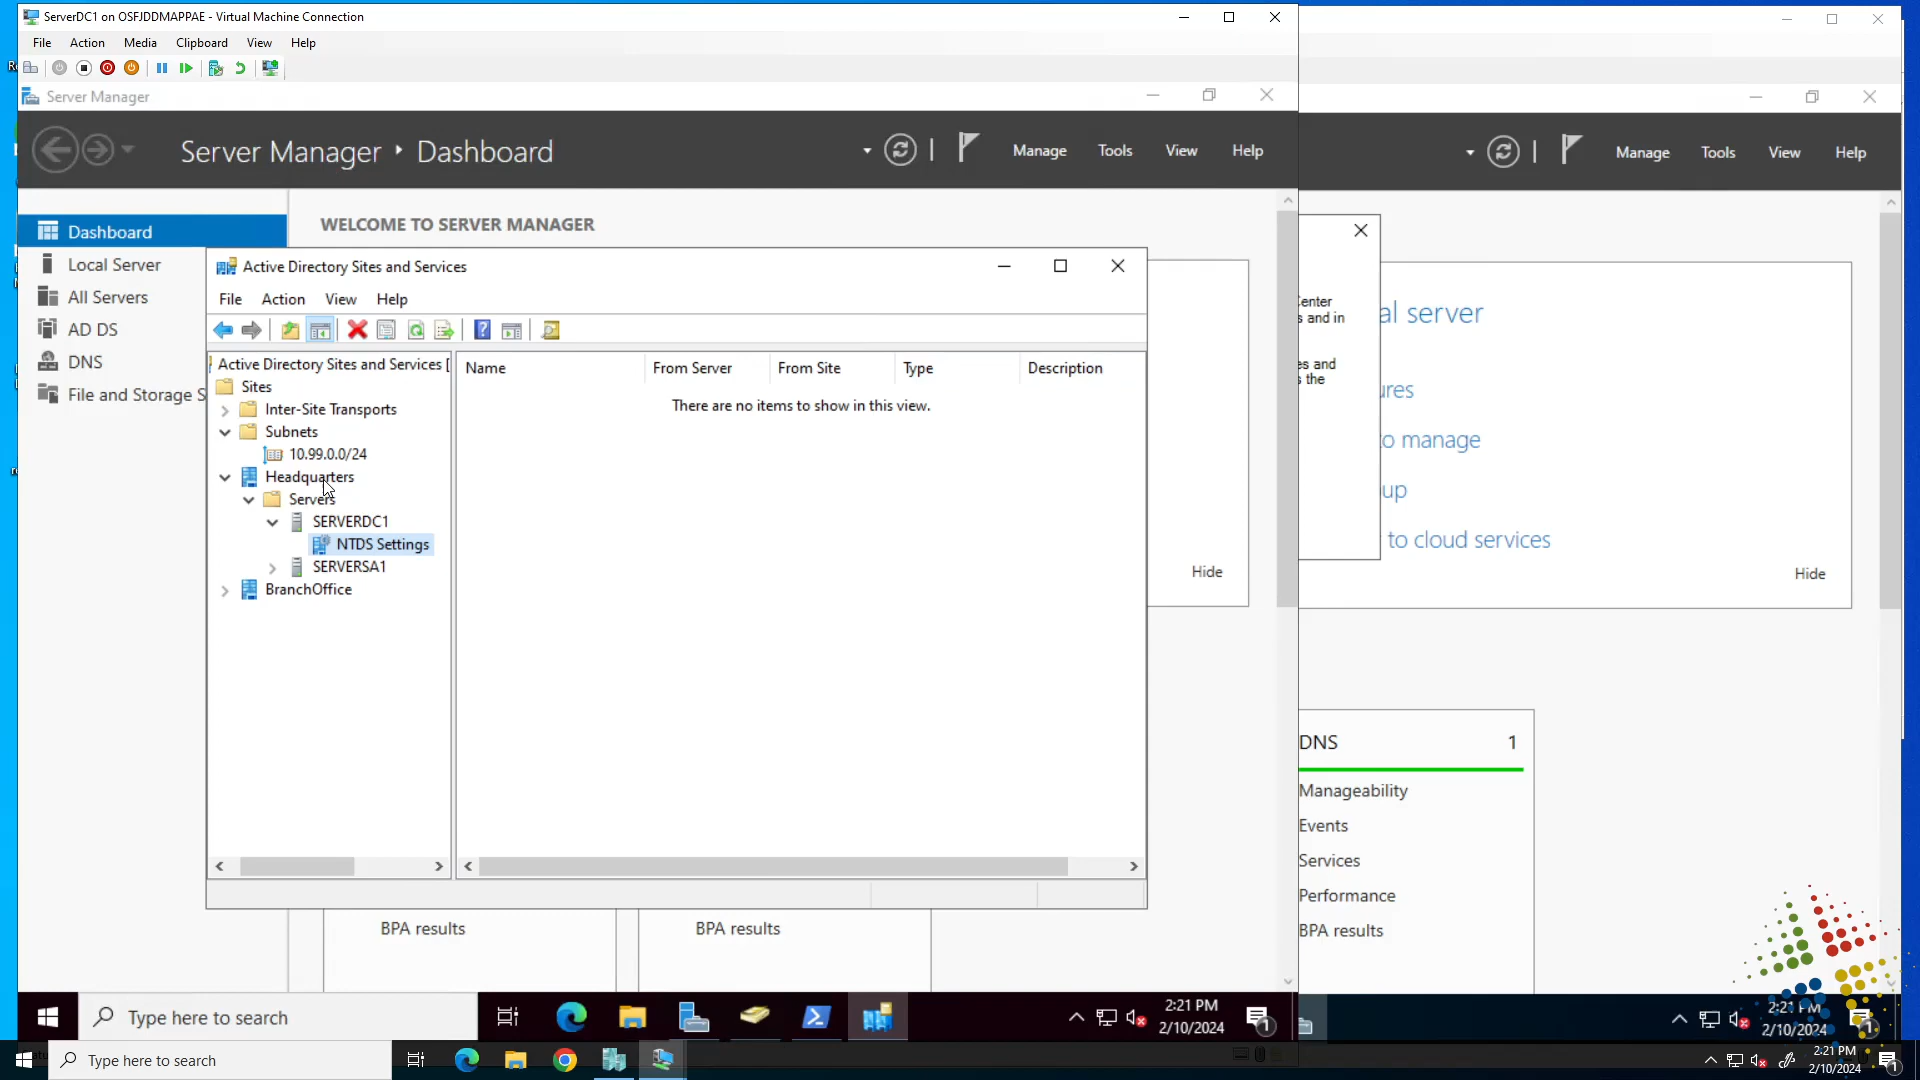 ServerDC1 on OSFJDDMAPPAE - Virtual Machine Connection
File Action Media Clipboard View Help
Server Manager
Server Manager Dashboard
Manage Tools View Help
Manage Tools View Help
Dashboard
Local Server
All Servers
AD DS
DNS
File and Storage S
WELCOME TO SERVER MANAGER
Active Directory Sites and Services
File Action View Help
Active Directory Sites and Services [
Sites
Inter-Site Transports
Subnets
10.99.0.0/24
Headquarters
Servers
SERVERDC1
NTDS Settings
SERVERSA1
BranchOffice
Name From Server From Site Type Description
There are no items to show in this view.
Hide
BPA results
BPA results
enter
s and in
es and
s the
al server
ures
o manage
up
to cloud services
Hide
DNS 1
Manageability
Events
Services
Performance
BPA results
Type here to search
2:21 PM
2/10/2024
1
2:21 PM
2/10/2024
1
Type here to search
2:21 PM
2/10/2024
1